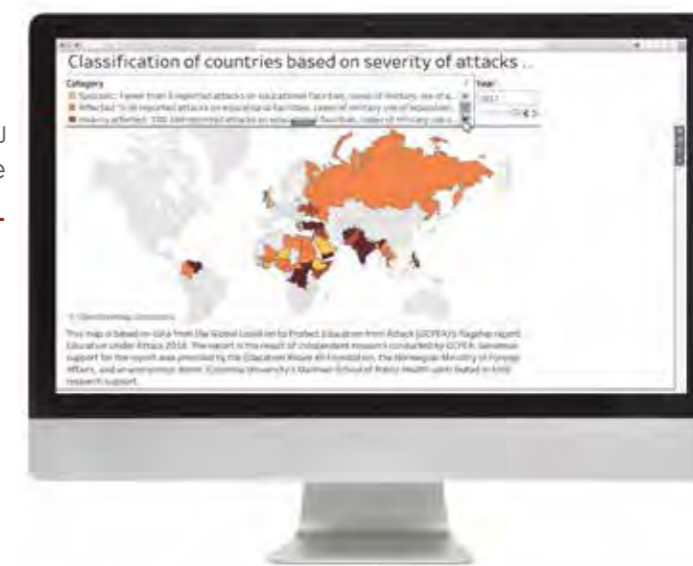 Classification of countries based on severity of attacks ...
Category
Year
Sporadic: Fewer than 5 reported attacks on educational facilities, cases of military use of e...
Affected: 5-99 reported attacks on educational facilities, cases of military use of education...
Heavily affected: 100-
reported attacks on
facilities, cases of military use
2017
J
e
© OpenStreetMap contributors
This map is based on data from the Global Coalition to Protect Education from Attack (GCPEA)'s flagship report
Education under Attack 2018. The report is the result of independent research conducted by GCPEA. Generous
support for the report was provided by the Education Above All Foundation, the Norwegian Ministry of Foreign
Affairs, and an anonymous donor. Columbia University's Mailman School of Public Health contributed in kind
research support.